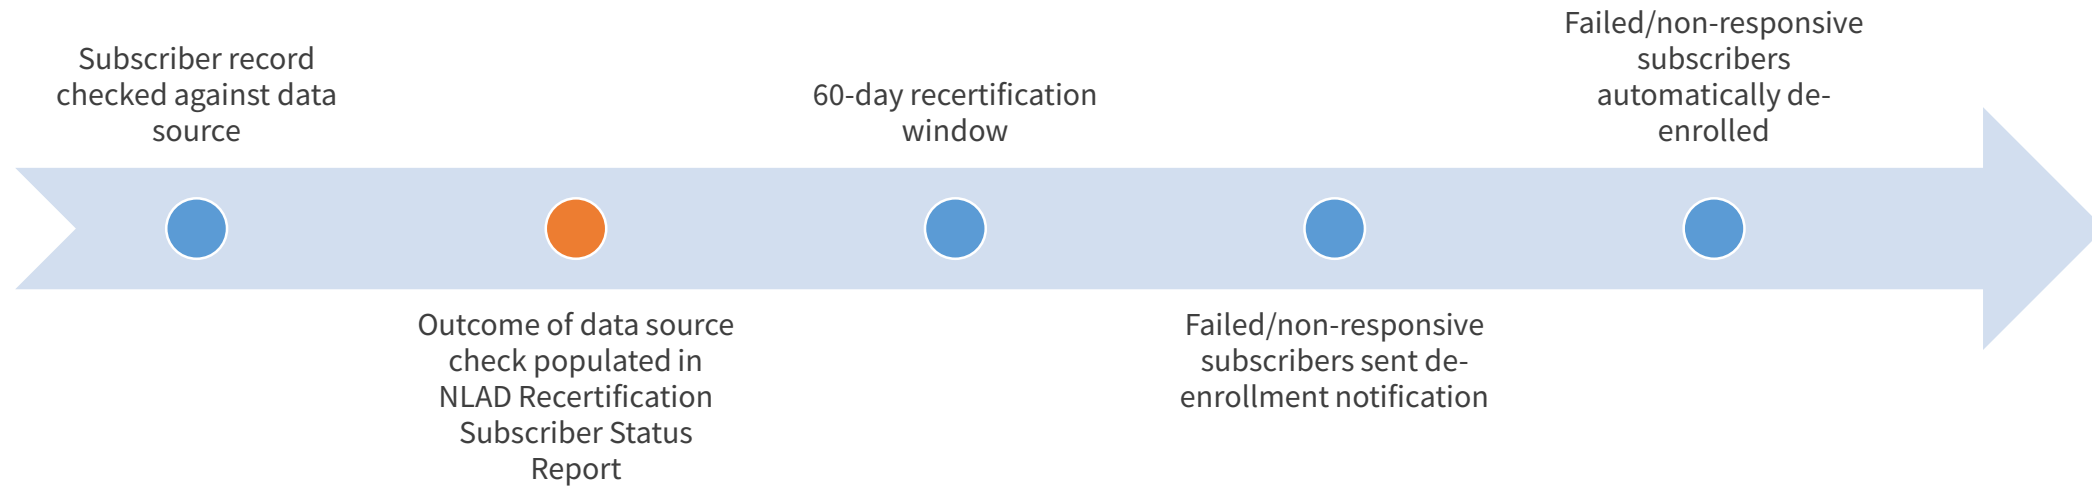 Subscriber record
checked against data
source
Outcome of data source
check populated in
NLAD Recertification
Subscriber Status
Report
60-day recertification
window
Failed/non-responsive
subscribers sent de-
enrollment notification
Failed/non-responsive
subscribers
automatically de-
enrolled